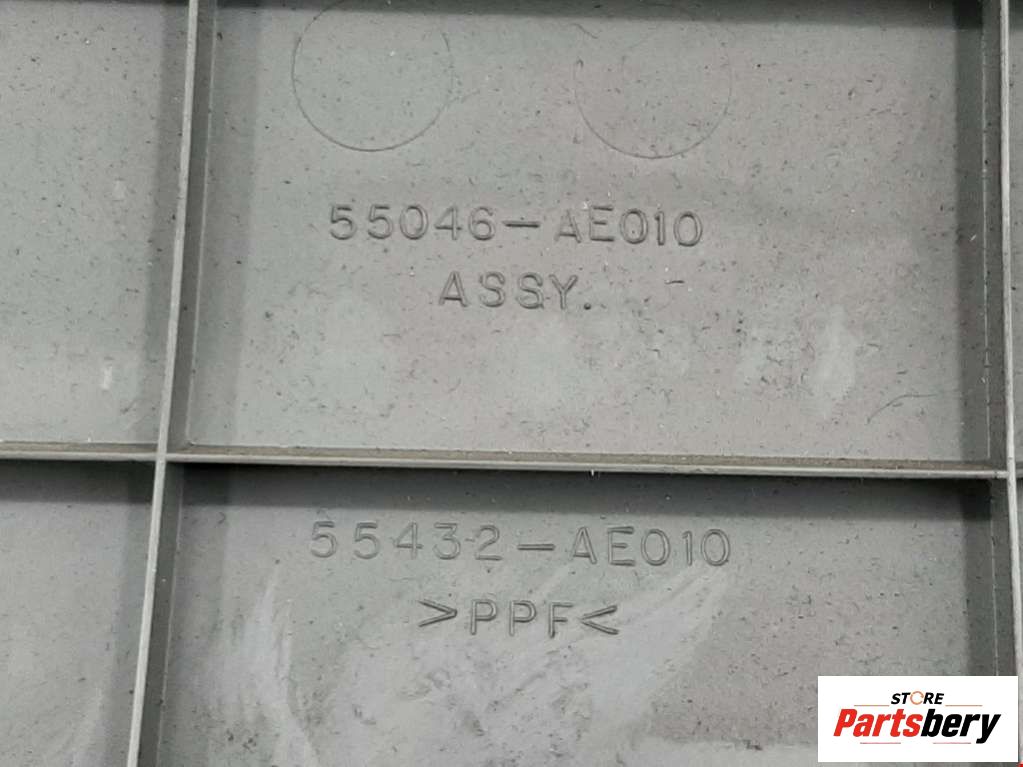 55046-AE010
ASSY.
55432-AE010
>PPF<
STORE
Partsbery